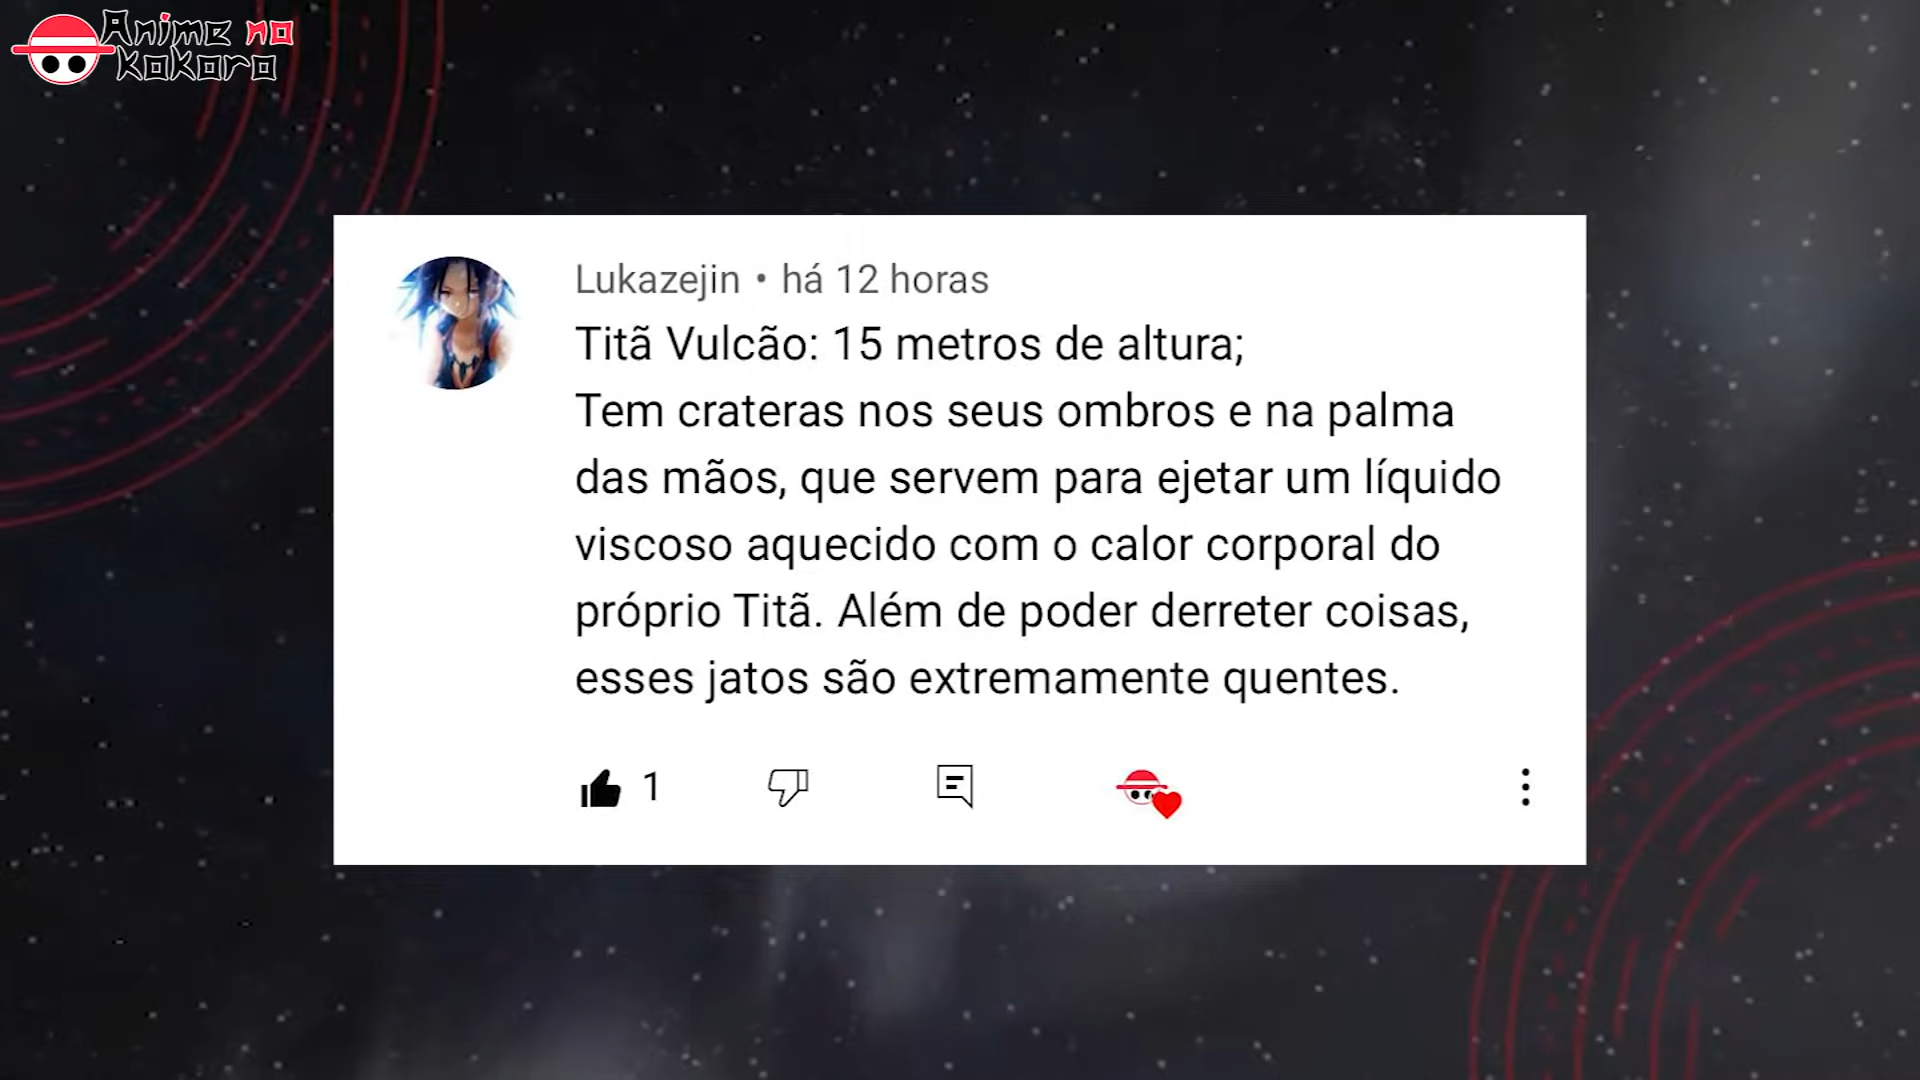 Anime no
kokoro
Lukazejin • há 12 horas
Titã Vulcão: 15 metros de altura;
Tem crateras nos seus ombros e na palma
das mãos, que servem para ejetar um líquido
viscoso aquecido com o calor corporal do
próprio Titã. Além de poder derreter coisas,
esses jatos são extremamente quentes.
1